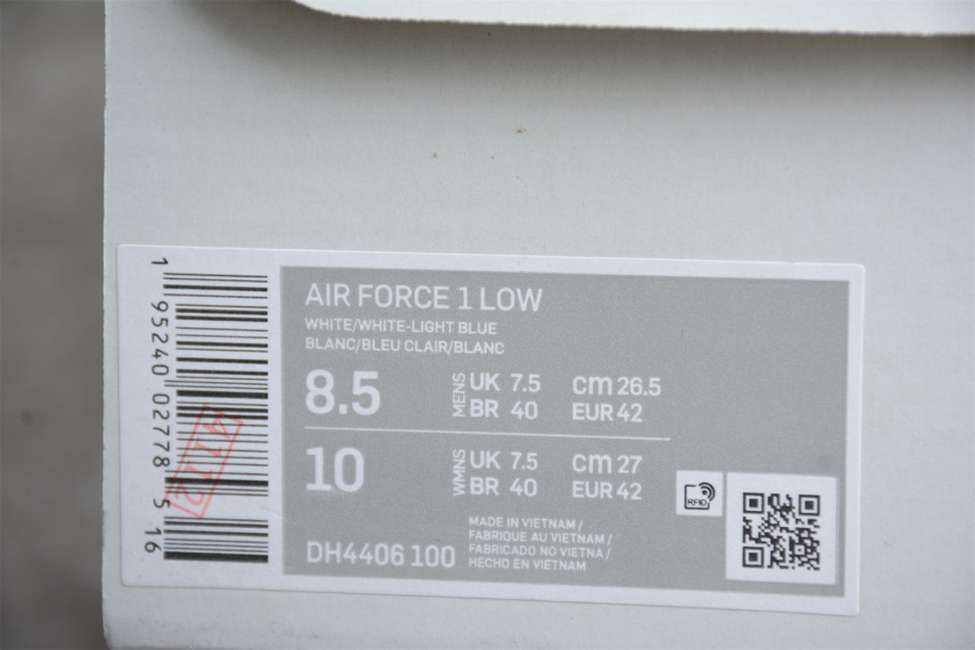 1 95240 02778 5 16
AIR FORCE 1 LOW
WHITE/WHITE-LIGHT BLUE
BLANC/BLEU CLAIR/BLANC
8.5 MENS UK 7.5 cm 26.5
BR 40 EUR 42
10 WMNS UK 7.5 cm 27
BR 40 EUR 42
RFID
DH4406 100
MADE IN VIETNAM /
FABRIQUE AU VIETNAM /
FABRICADO NO VIETNA /
HECHO EN VIETNAM